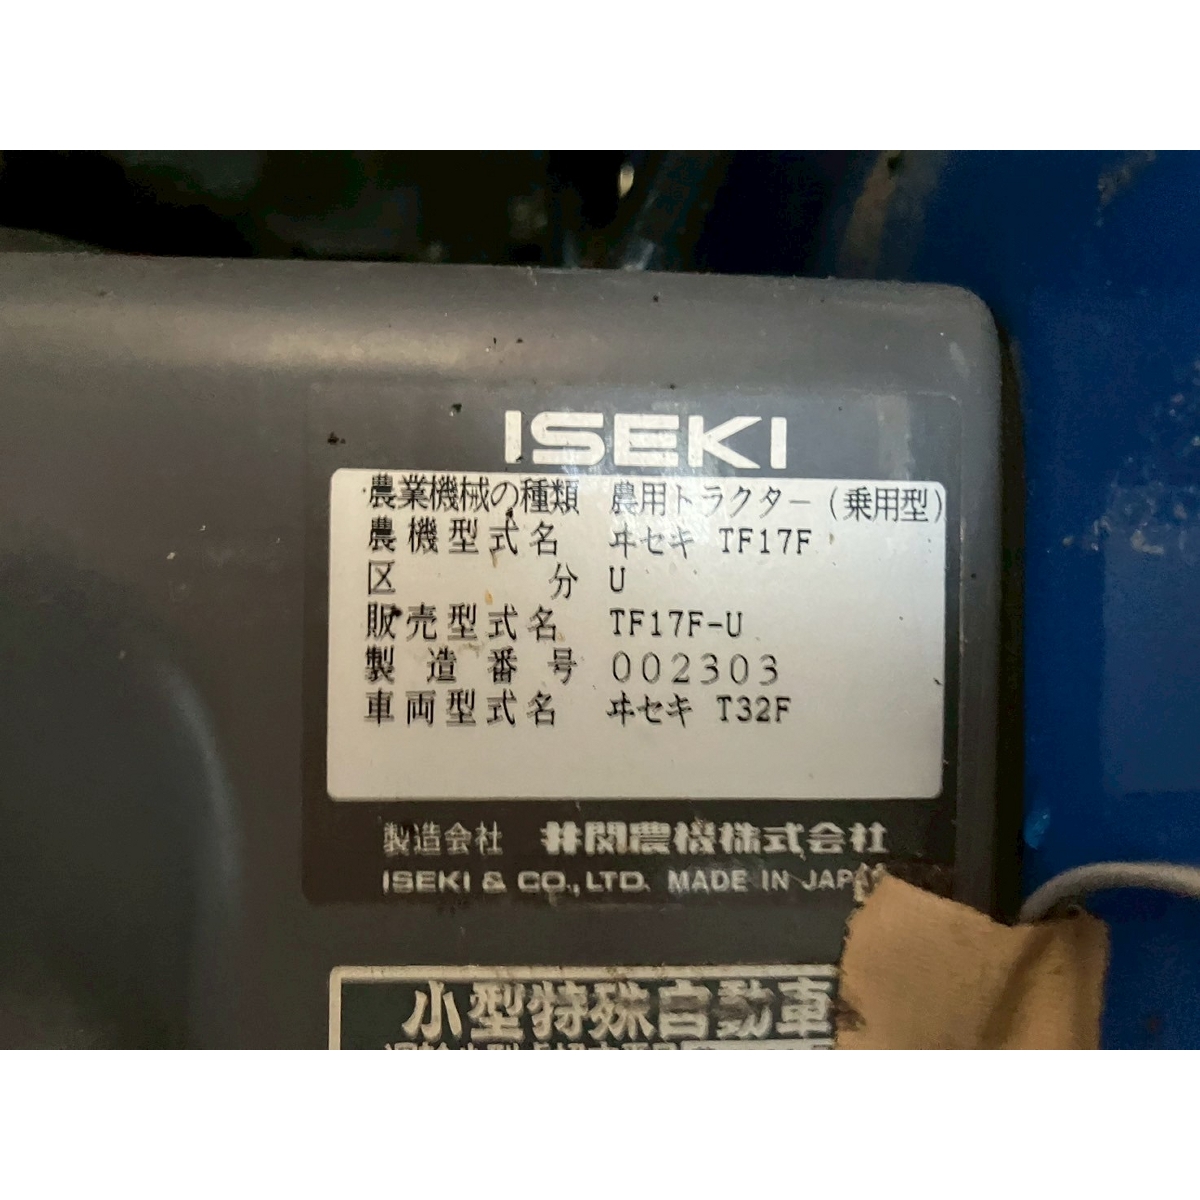 ISEKI
農業機械の種類 農用トラクター(乗用型)
農機型式名 ヰセキ TF17F
区分 U
販売型式名 TF17F-U
製造番号 002303
車両型式名 ヰセキ T32F
製造会社 井関農機株式会社
ISEKI & CO., LTD. MADE IN JAP
小型特殊自動車